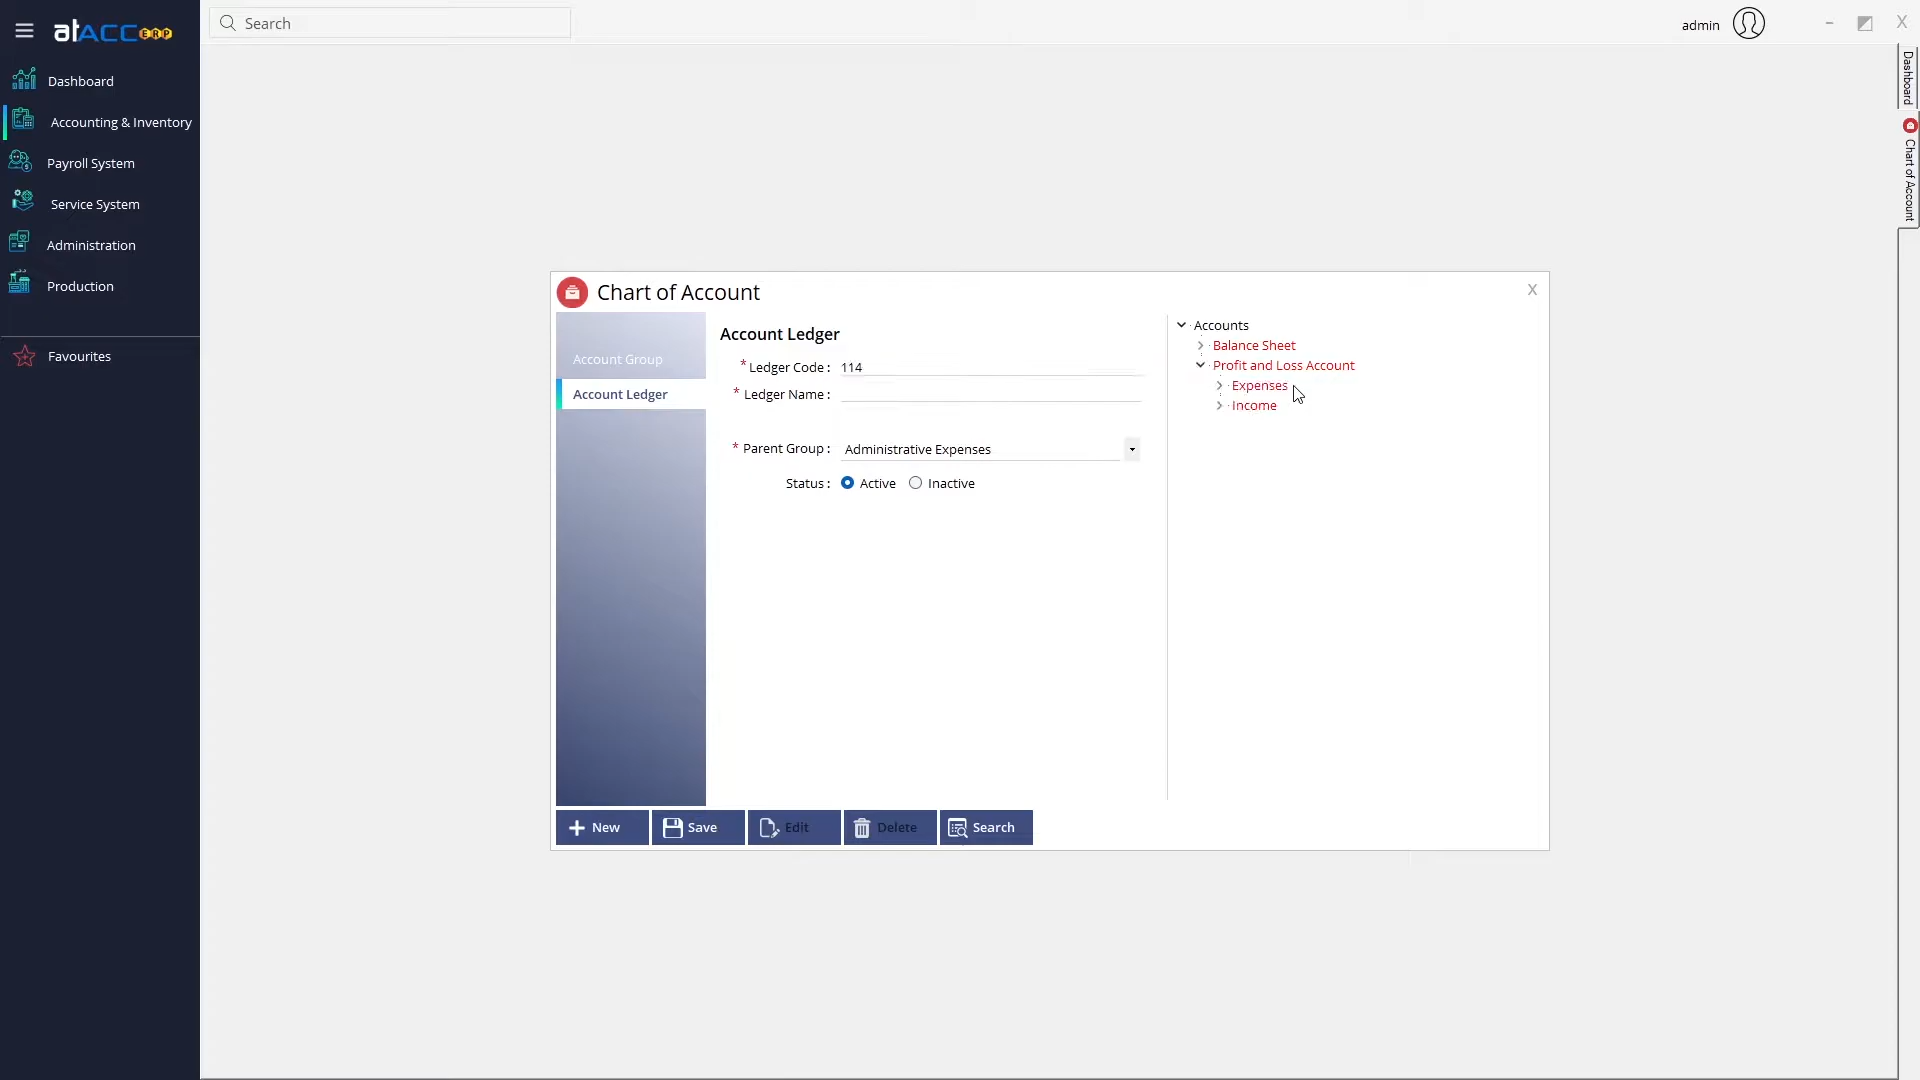 atACC ERP
Search
admin
X
Dashboard
Accounting & Inventory
Payroll System
Service System
Administration
Production
Favourites
Dashboard
Chart of Account
Chart of Account
X
Account Group
Account Ledger
Account Ledger
* Ledger Code : 114
* Ledger Name :
* Parent Group : Administrative Expenses
Status : Active Inactive
Accounts
Balance Sheet
Profit and Loss Account
Expenses
Income
New Save Edit Delete Search